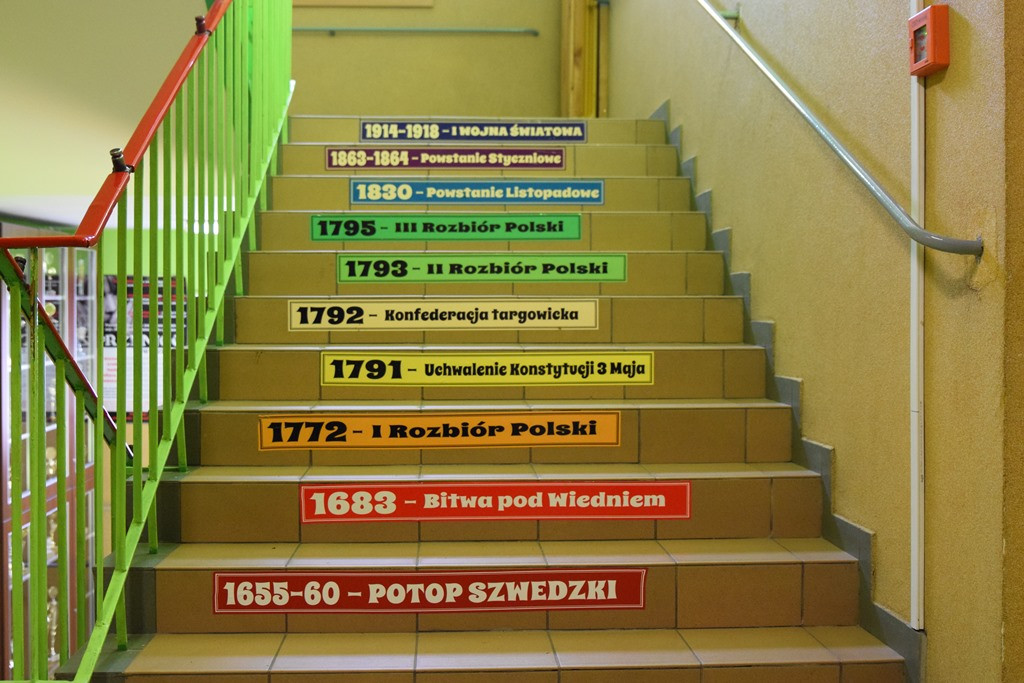 1914-1918 - I WOJNA ŚWIATOWA
1863-1864 - Powstanie Styczniowe
1830 - Powstanie Listopadowe
1795 - III Rozbiór Polski
1793 - II Rozbiór Polski
1792 - Konfederacja targowicka
1791 - Uchwalenie Konstytucji 3 Maja
1772 - I Rozbiór Polski
1683 - Bitwa pod Wiedniem
1655-60 - POTOP SZWEDZKI